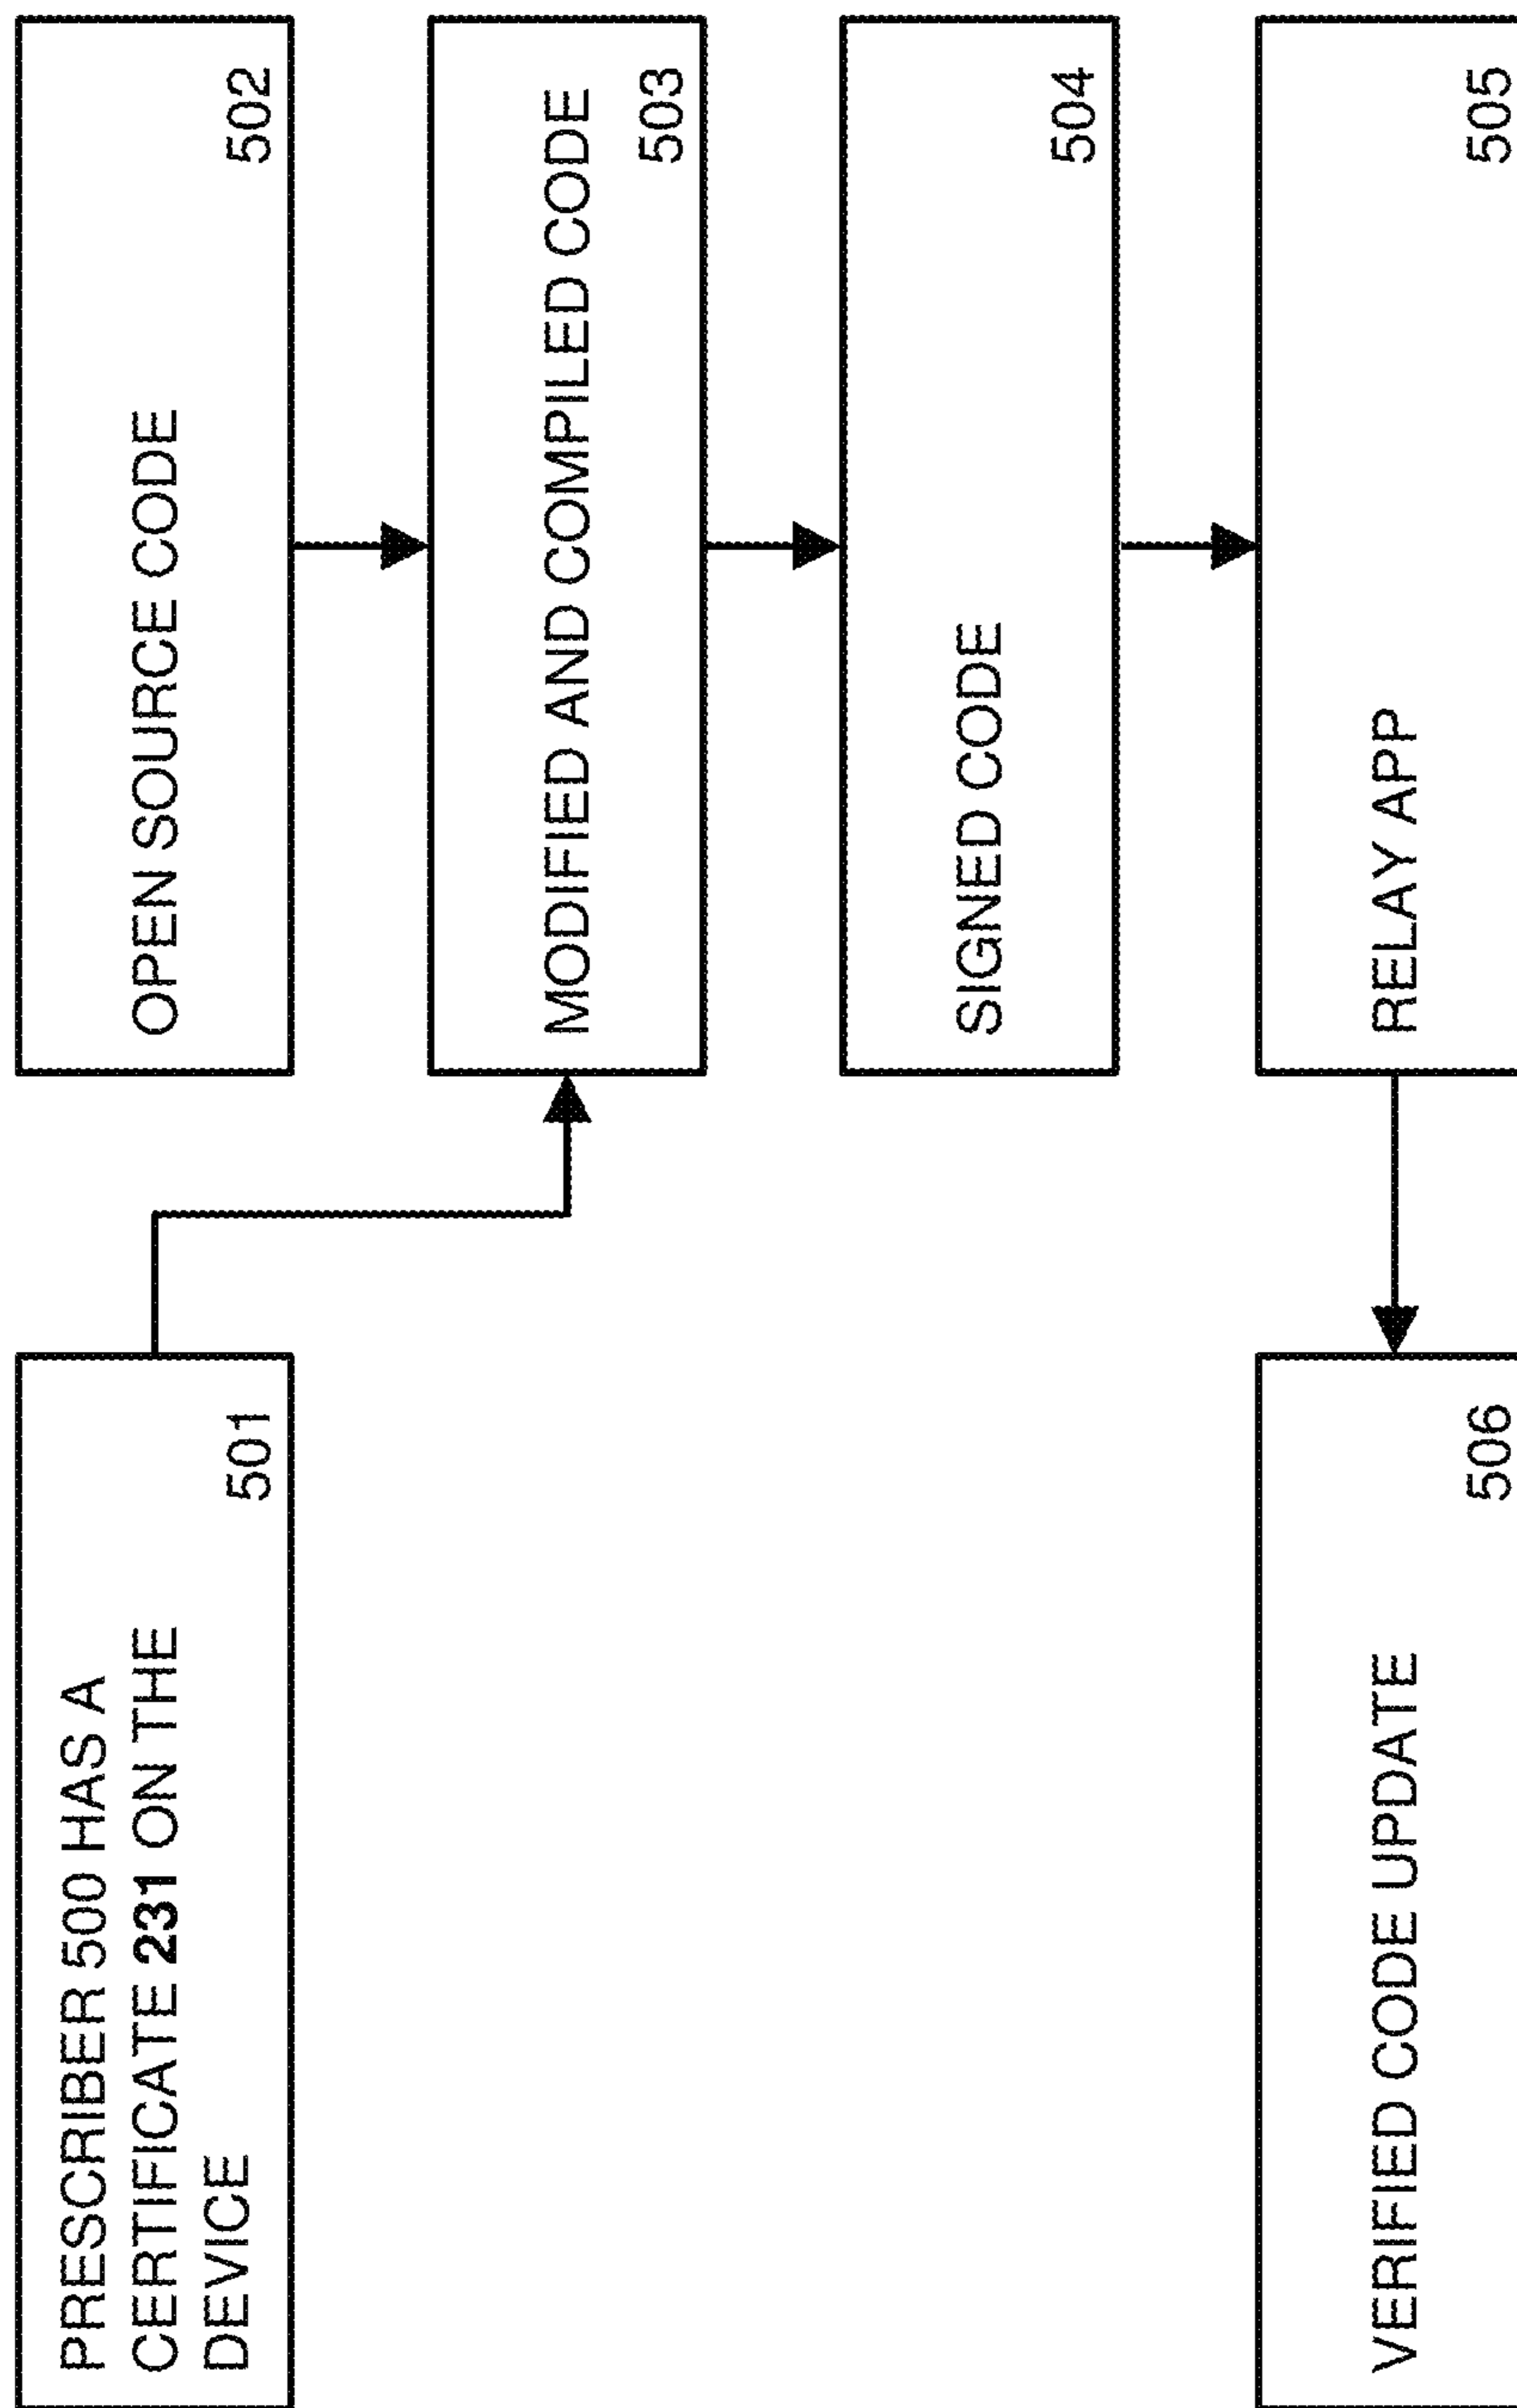 PRESCRIBER 500 HAS A
CERTIFICATE 231 ON THE
DEVICE
501
OPEN SOURCE CODE
502
MODIFIED AND COMPILED CODE
503
SIGNED CODE
504
RELAY APP
505
VERIFIED CODE UPDATE
506